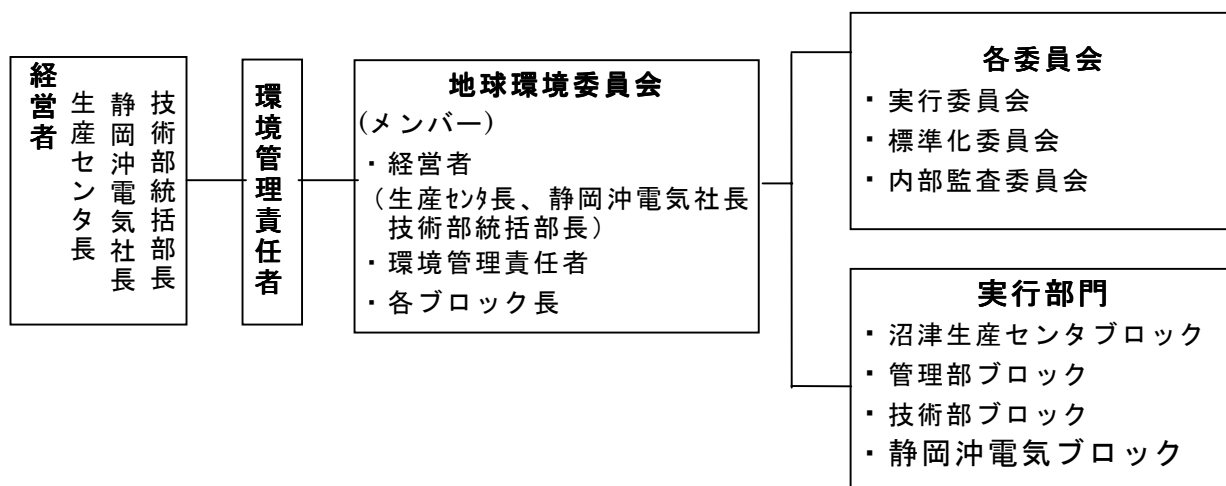 経営者
生産センタ長
静岡沖電気社長
技術部統括部長
環境管理責任者
地球環境委員会
(メンバー)
・経営者
（生産ｾﾝﾀ長、静岡沖電気社長
技術部統括部長）
・環境管理責任者
・各ブロック長
各委員会
・実行委員会
・標準化委員会
・内部監査委員会
実行部門
・沼津生産センタブロック
・管理部ブロック
・技術部ブロック
・静岡沖電気ブロック